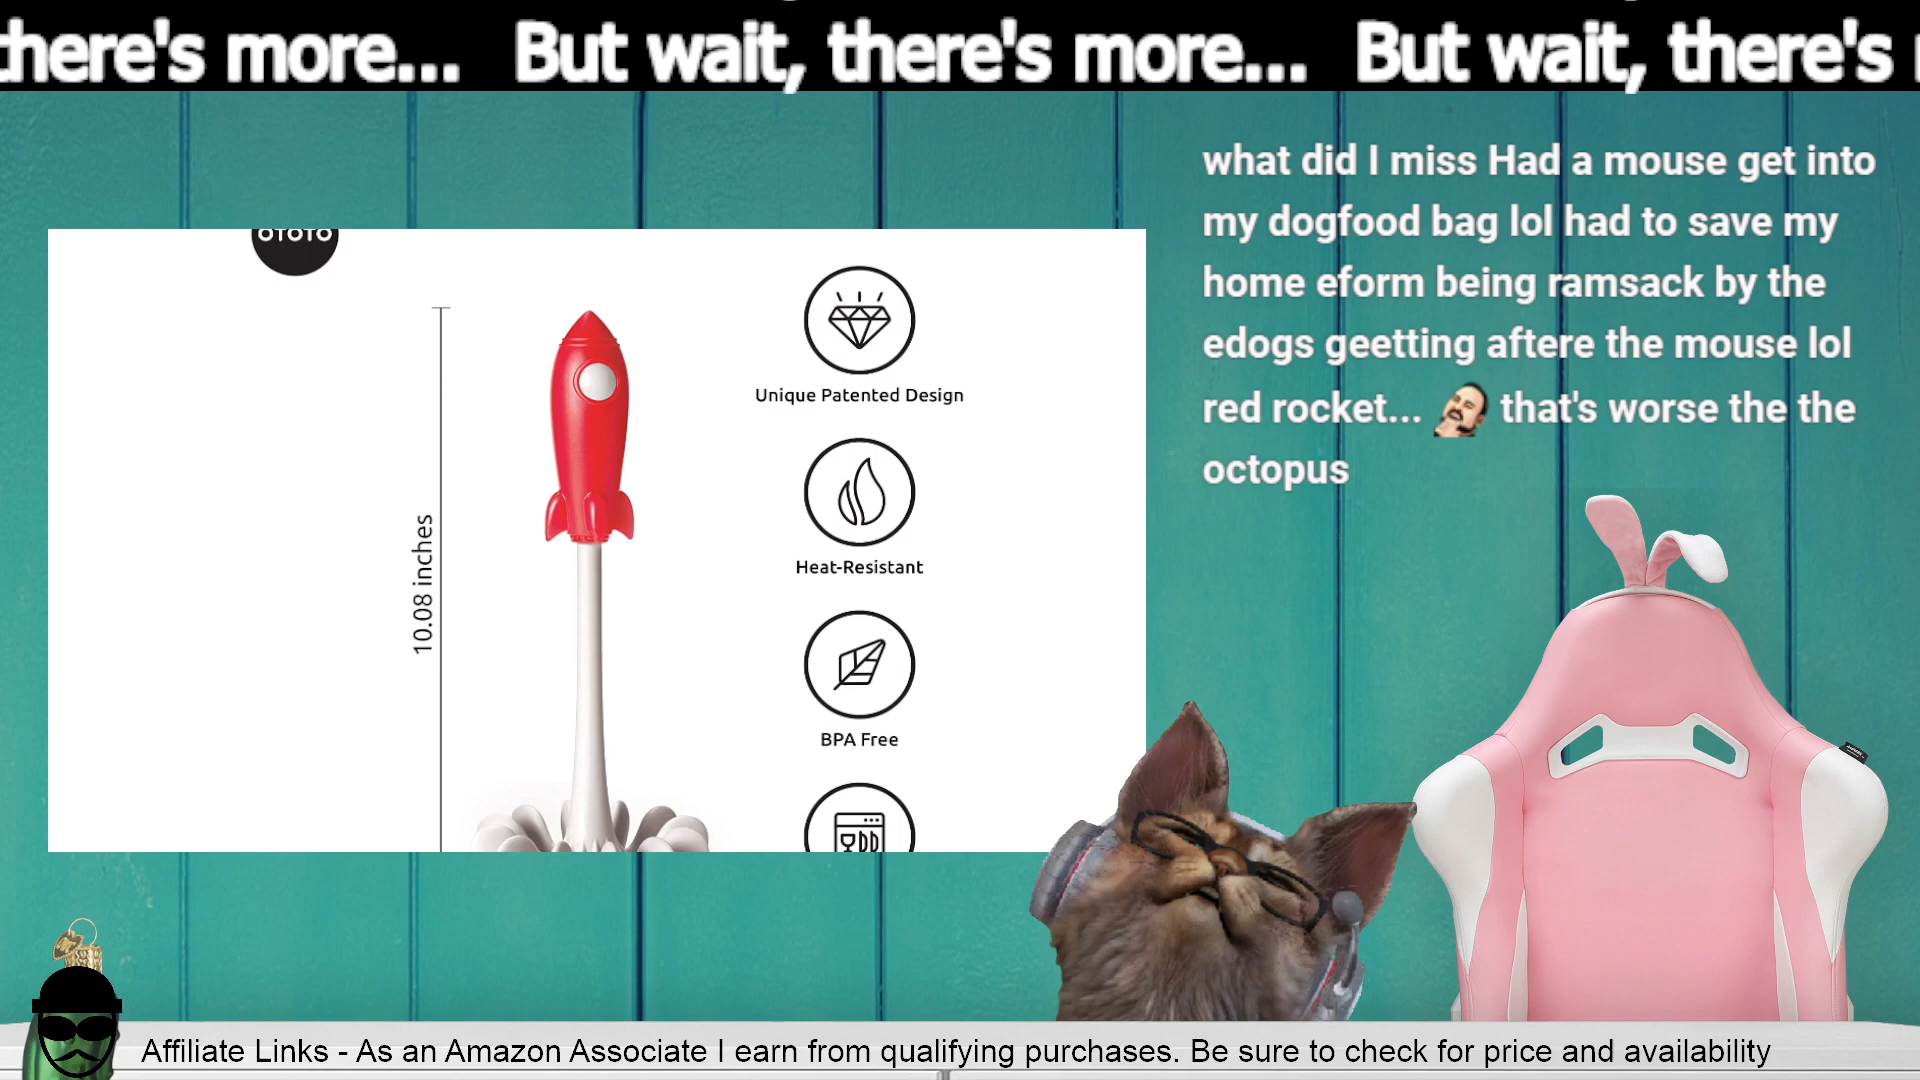 there's more... But wait, there's more... But wait, there's
what did I miss Had a mouse get into
my dogfood bag lol had to save my
home eform being ramsack by the
edogs geetting aftere the mouse lol
red rocket... that's worse the the
octopus
OTOTO
Unique Patented Design
Heat-Resistant
BPA Free
10.08 inches
Affiliate Links - As an Amazon Associate I earn from qualifying purchases. Be sure to check for price and availability